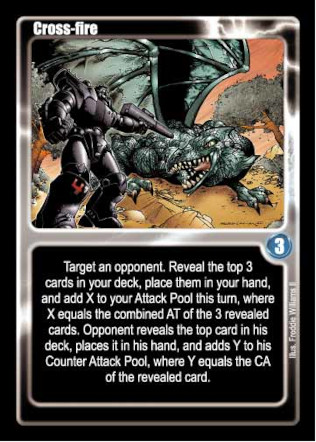 Cross-fire
3
Target an opponent. Reveal the top 3
cards in your deck, place them in your hand,
and add X to your Attack Pool this turn, where
X equals the combined AT of the 3 revealed
cards. Opponent reveals the top card in his
deck, places it in his hand, and adds Y to his
Counter Attack Pool, where Y equals the CA
of the revealed card.
Illus. Freddie Williams II